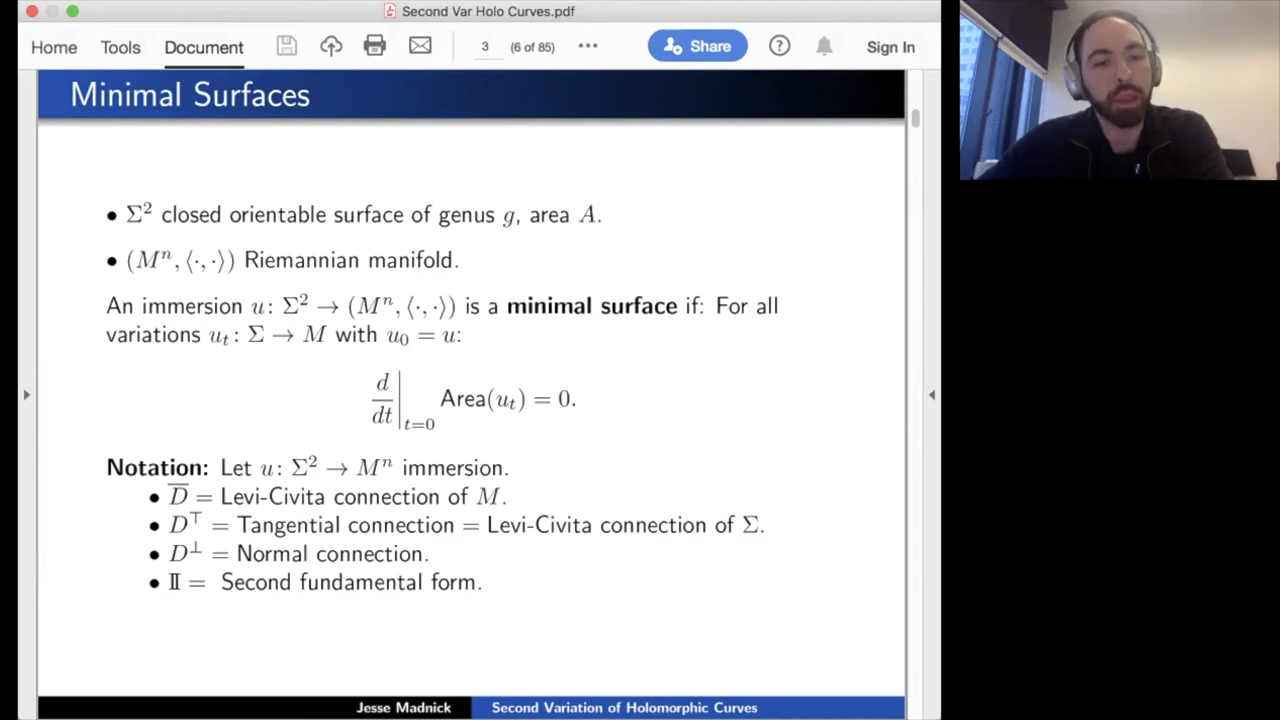 Second Var Holo Curves.pdf
Home Tools Document 3 (6 of 85) Share Sign In
Minimal Surfaces
• Σ² closed orientable surface of genus g, area A.
• (Mⁿ, ⟨·, ·⟩) Riemannian manifold.
An immersion u: Σ² → (Mⁿ, ⟨·, ·⟩) is a minimal surface if: For all
variations uₜ: Σ → M with u₀ = u:
d/dt|ₜ₌₀ Area(uₜ) = 0.
Notation: Let u: Σ² → Mⁿ immersion.
• D̅ = Levi-Civita connection of M.
• D^⊤ = Tangential connection = Levi-Civita connection of Σ.
• D^⊥ = Normal connection.
• 𝕀𝕀 = Second fundamental form.
Jesse Madnick Second Variation of Holomorphic Curves